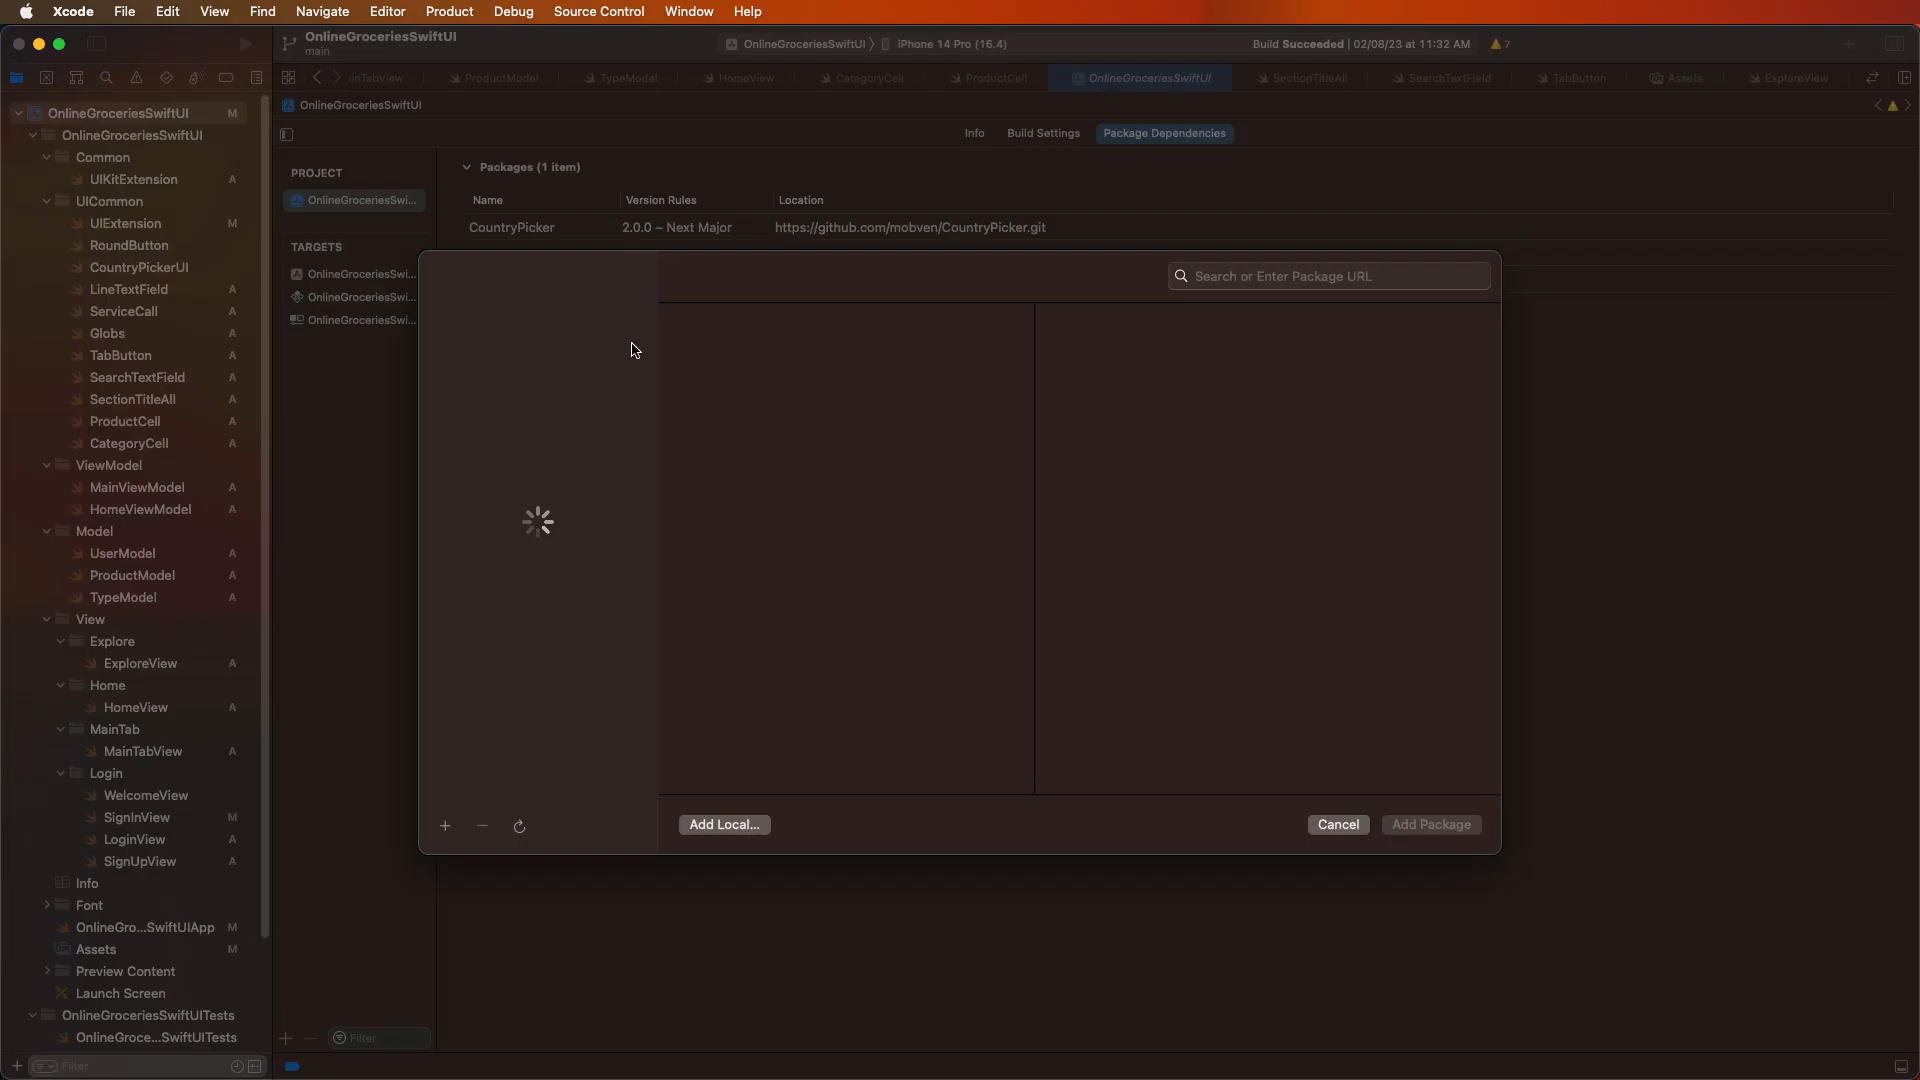 Xcode File Edit View Find Navigate Editor Product Debug Source Control Window Help
OnlineGroceriesSwiftUI
main
OnlineGroceriesSwiftUI iPhone 14 Pro (16.4)
Build Succeeded | 02/08/23 at 11:32 AM 7
inTabView ProductModel TypeModel HomeView CategoryCell ProductCell OnlineGroceriesSwiftUI SectionTitleAll SearchTextField TabButton Assets ExploreView
OnlineGroceriesSwiftUI
Info Build Settings Package Dependencies
OnlineGroceriesSwiftUI M
OnlineGroceriesSwiftUI
Common
UIKitExtension A
UICommon
UIExtension M
RoundButton
CountryPickerUI
LineTextField A
ServiceCall A
Globs A
TabButton A
SearchTextField A
SectionTitleAll A
ProductCell A
CategoryCell A
ViewModel
MainViewModel A
HomeViewModel A
Model
UserModel A
ProductModel A
TypeModel A
View
Explore
ExploreView A
Home
HomeView A
MainTab
MainTabView A
Login
WelcomeView
SignInView M
LoginView A
SignUpView A
Info
Font
OnlineGro...SwiftUIApp M
Assets M
Preview Content
Launch Screen
OnlineGroceriesSwiftUITests
OnlineGroce...SwiftUITests
Filter
PROJECT
OnlineGroceriesSwi...
TARGETS
OnlineGroceriesSwi...
OnlineGroceriesSwi...
OnlineGroceriesSwi...
Filter
Packages (1 item)
Name Version Rules Location
CountryPicker 2.0.0 – Next Major https://github.com/mobven/CountryPicker.git
Search or Enter Package URL
Add Local... Cancel Add Package